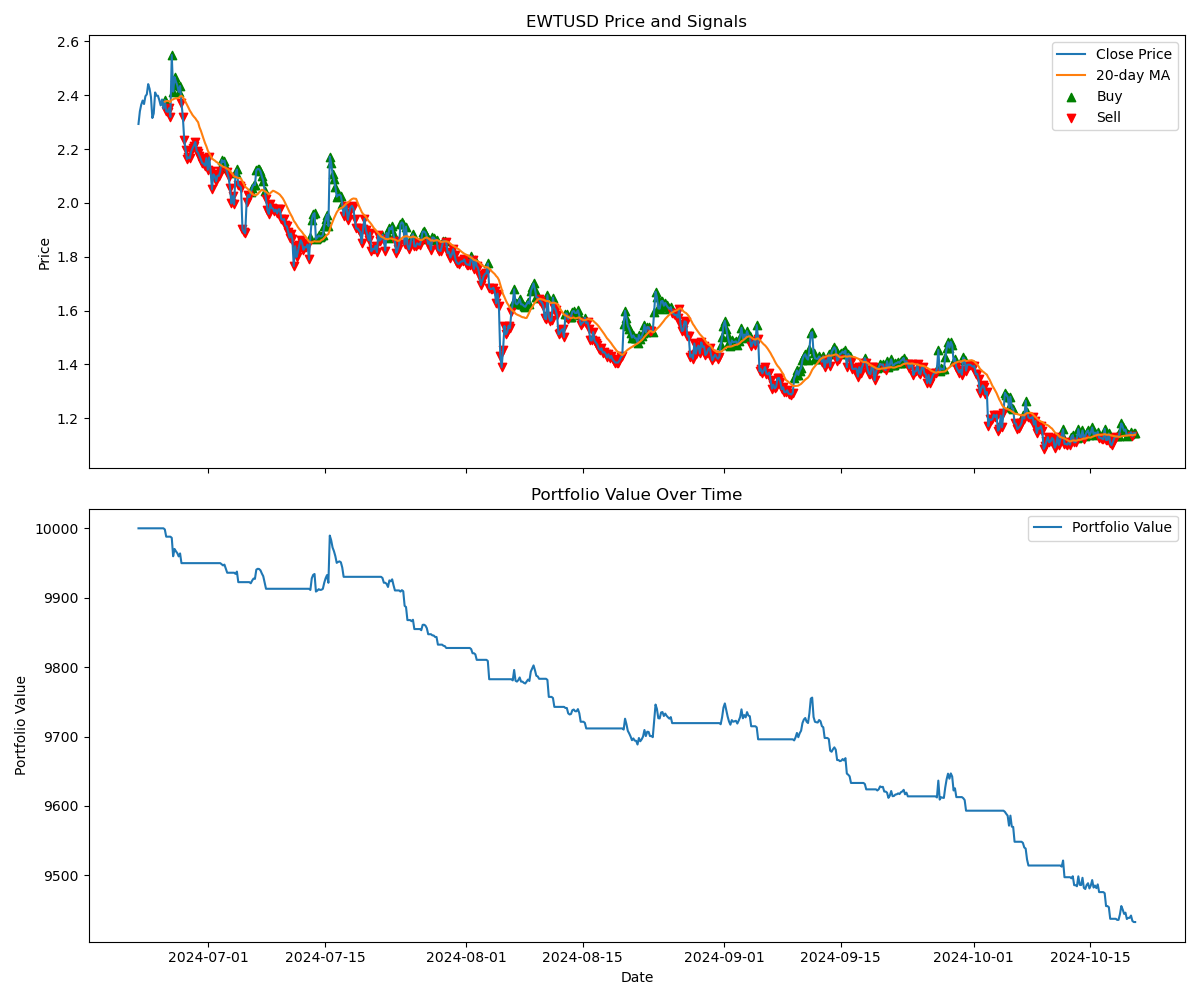 EWTUSD Price and Signals
Price
2.6
2.4
2.2
2.0
1.8
1.6
1.4
1.2
Close Price
20-day MA
Buy
Sell
Portfolio Value Over Time
Portfolio Value
10000
9900
9800
9700
9600
9500
Portfolio Value
2024-07-01
2024-07-15
2024-08-01
2024-08-15
2024-09-01
2024-09-15
2024-10-01
2024-10-15
Date